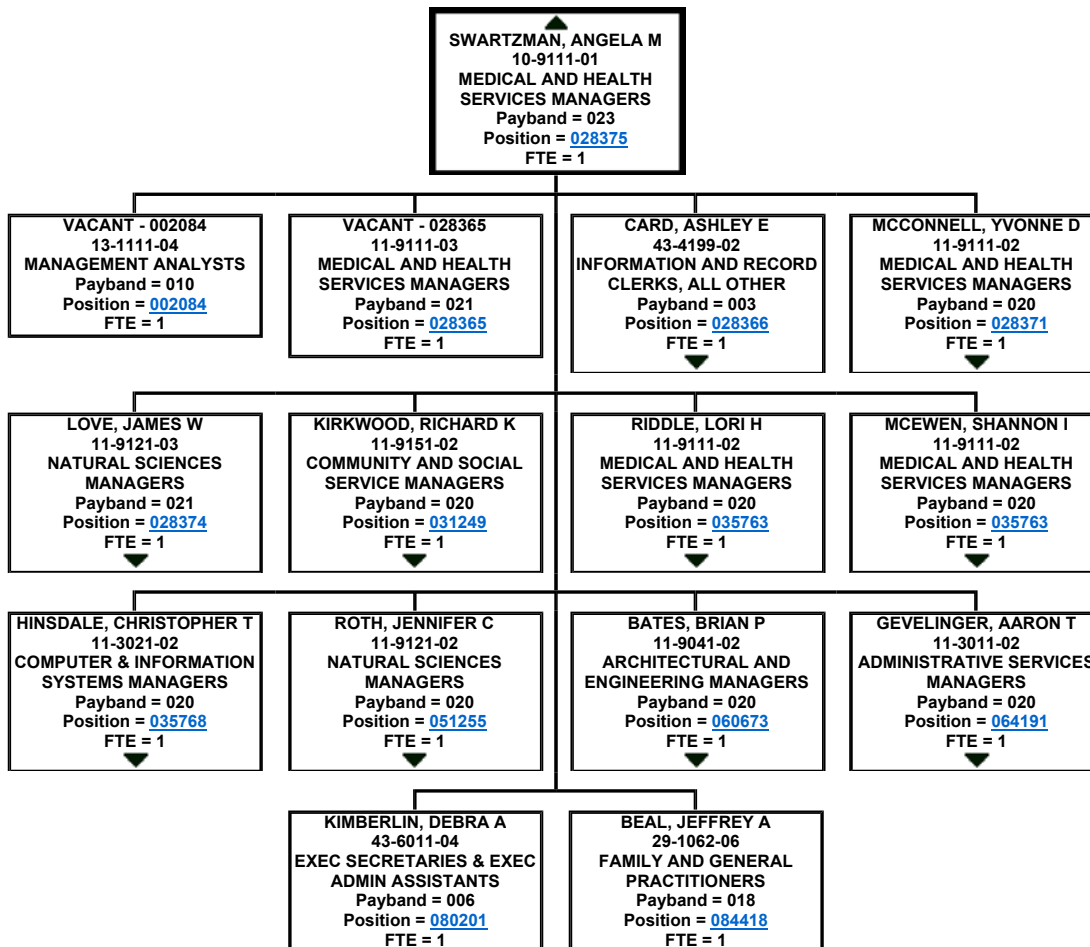 SWARTZMAN, ANGELA M
10-9111-01
MEDICAL AND HEALTH
SERVICES MANAGERS
Payband = 023
Position = 028375
FTE = 1
VACANT - 002084
13-1111-04
MANAGEMENT ANALYSTS
Payband = 010
Position = 002084
FTE = 1
VACANT - 028365
11-9111-03
MEDICAL AND HEALTH
SERVICES MANAGERS
Payband = 021
Position = 028365
FTE = 1
CARD, ASHLEY E
43-4199-02
INFORMATION AND RECORD
CLERKS, ALL OTHER
Payband = 003
Position = 028366
FTE = 1
MCCONNELL, YVONNE D
11-9111-02
MEDICAL AND HEALTH
SERVICES MANAGERS
Payband = 020
Position = 028371
FTE = 1
LOVE, JAMES W
11-9121-03
NATURAL SCIENCES
MANAGERS
Payband = 021
Position = 028374
FTE = 1
KIRKWOOD, RICHARD K
11-9151-02
COMMUNITY AND SOCIAL
SERVICE MANAGERS
Payband = 020
Position = 031249
FTE = 1
RIDDLE, LORI H
11-9111-02
MEDICAL AND HEALTH
SERVICES MANAGERS
Payband = 020
Position = 035763
FTE = 1
MCEWEN, SHANNON I
11-9111-02
MEDICAL AND HEALTH
SERVICES MANAGERS
Payband = 020
Position = 035763
FTE = 1
HINSDALE, CHRISTOPHER T
11-3021-02
COMPUTER & INFORMATION
SYSTEMS MANAGERS
Payband = 020
Position = 035768
FTE = 1
ROTH, JENNIFER C
11-9121-02
NATURAL SCIENCES
MANAGERS
Payband = 020
Position = 051255
FTE = 1
BATES, BRIAN P
11-9041-02
ARCHITECTURAL AND
ENGINEERING MANAGERS
Payband = 020
Position = 060673
FTE = 1
GEVELINGER, AARON T
11-3011-02
ADMINISTRATIVE SERVICES
MANAGERS
Payband = 020
Position = 064191
FTE = 1
KIMBERLIN, DEBRA A
43-6011-04
EXEC SECRETARIES & EXEC
ADMIN ASSISTANTS
Payband = 006
Position = 080201
FTE = 1
BEAL, JEFFREY A
29-1062-06
FAMILY AND GENERAL
PRACTITIONERS
Payband = 018
Position = 084418
FTE = 1